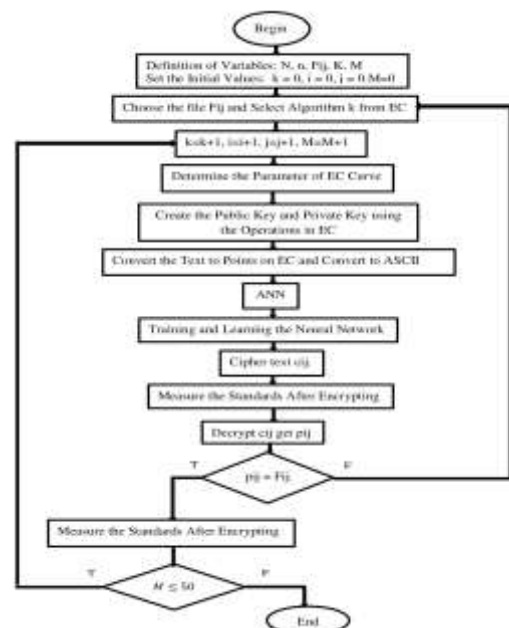 Begin
Definition of Variables: N, n, Fij, K, M
Set the Initial Values: k = 0, i = 0, j = 0 M=0
Choose the file Fij and Select Algorithm k from EC
k=k+1, i=i+1, j=j+1, M=M+1
Determine the Parameter of EC Curve
Create the Public Key and Private Key using
the Operations in EC
Convert the Text to Points on EC and Convert to ASCII
ANN
Training and Learning the Neural Network
Cipher text cij
Measure the Standards After Encrypting
Decrypt cij get pij
T
pij = Fij
F
Measure the Standards After Encrypting
T
M ≤ 50
F
End